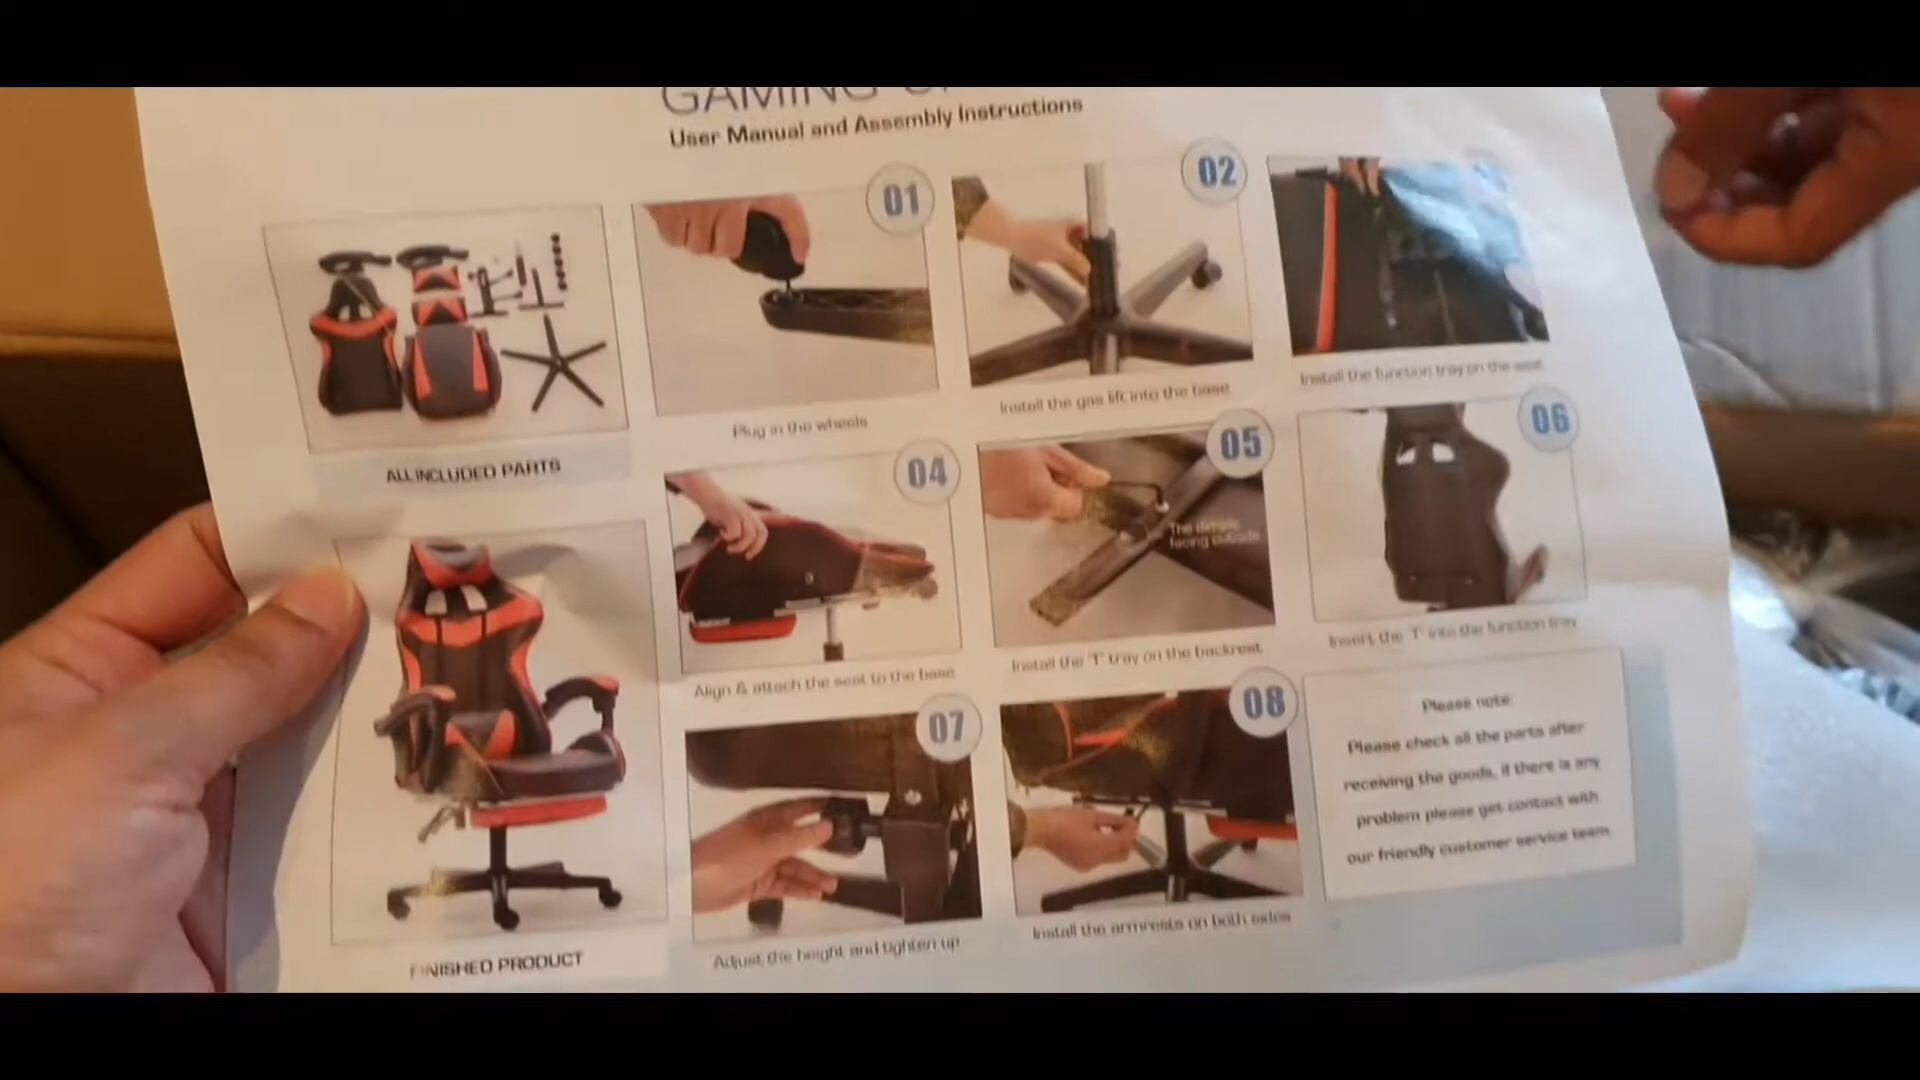 GAMING
User Manual and Assembly Instructions
01
Plug in the wheels
02
Install the gas lift into the base
Install the function tray on the seat
ALL INCLUDED PARTS
04
Align & attach the seat to the base
05
The dimple
facing outside
Install the "T" tray on the backrest
06
Insert the "T" into the function tray
FINISHED PRODUCT
07
Adjust the height and tighten up
08
Install the armrests on both sides
Please note:
Please check all the parts after
receiving the goods, if there is any
problem please get contact with
our friendly customer service team.